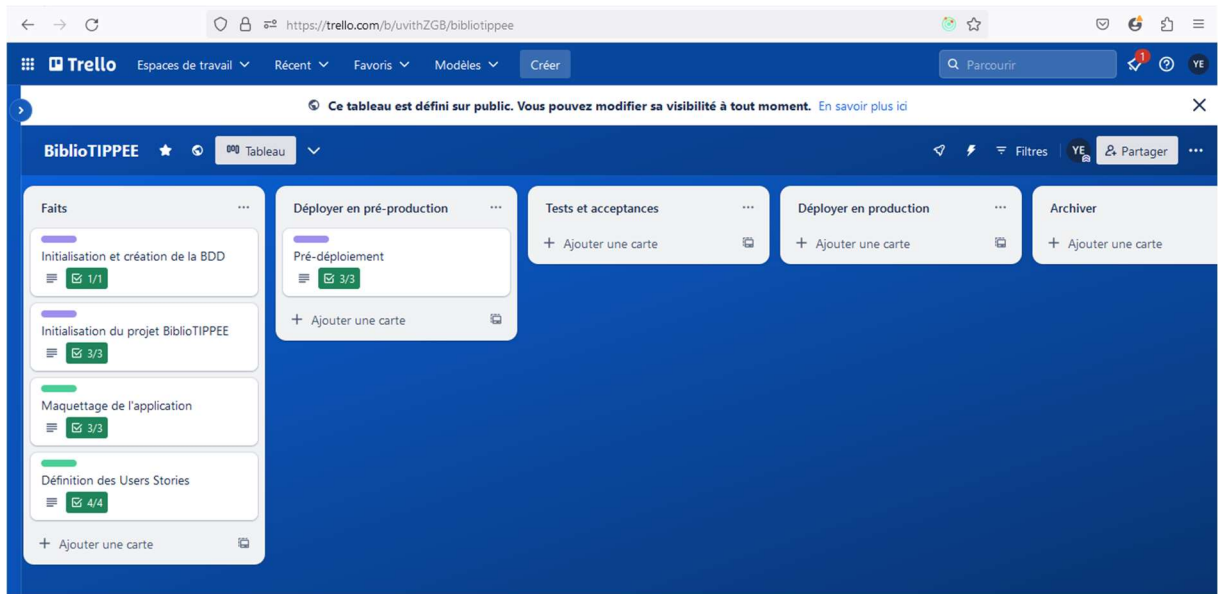 https://trello.com/b/uvithZGB/bibliotippee
Trello Espaces de travail Récent Favoris Modèles Créer Parcourir 1 YE
Ce tableau est défini sur public. Vous pouvez modifier sa visibilité à tout moment. En savoir plus ici
BiblioTIPPEE Tableau Filtres YE Partager
Faits
Initialisation et création de la BDD
1/1
Initialisation du projet BiblioTIPPEE
3/3
Maquettage de l'application
3/3
Définition des Users Stories
4/4
+ Ajouter une carte
Déployer en pré-production
Pré-déploiement
3/3
+ Ajouter une carte
Tests et acceptances
+ Ajouter une carte
Déployer en production
+ Ajouter une carte
Archiver
+ Ajouter une carte